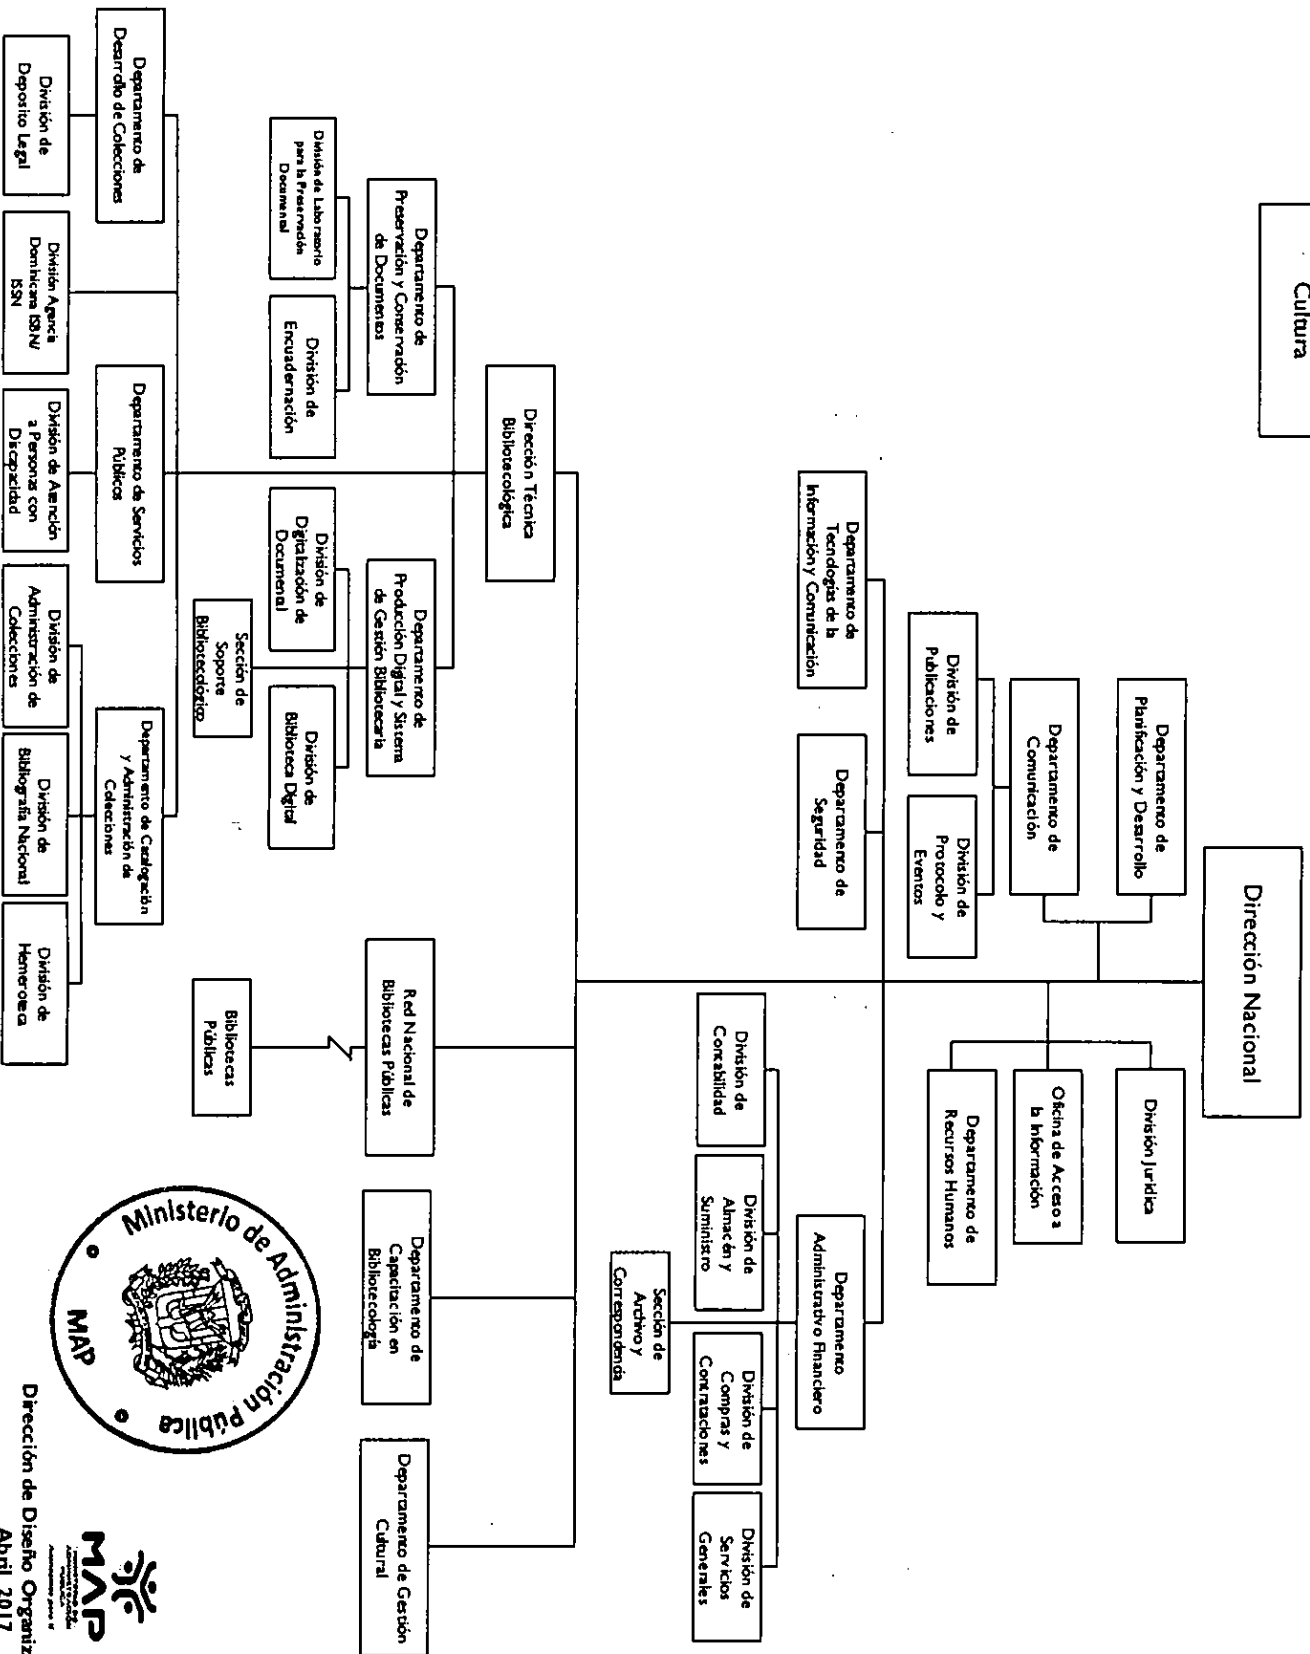 Cultura
Dirección Nacional
Departamento de
Planificación y Desarrollo
División Jurídica
Departamento de
Comunicación
Oficina de Acceso a
la Información
División de
Publicaciones
División de
Protocolo y
Eventos
Departamento de
Recursos Humanos
Departamento de
Tecnologías de la
Información y Comunicación
Departamento de
Seguridad
Departamento
Administrativo Financiero
División de
Contabilidad
División de
Almacén y
Suministro
División de
Compras y
Contrataciones
División de
Servicios
Generales
Sección de
Archivo y
Correspondencia
Dirección Técnica
Bibliotecológica
Departamento de
Preservación y Conservación
de Documentos
Departamento de
Producción Digital y Sistema
de Gestión Bibliotecaria
Red Nacional de
Bibliotecas Públicas
Departamento de
Capacitación en
Bibliotecología
Departamento de Gestión
Cultural
División de Laboratorio
para la Preservación
Documental
División de
Encuadernación
División de
Digitalización de
Documenal
División de
Biblioteca Digital
Sección de
Soporte
Bibliotecológico
Bibliotecas
Públicas
Departamento de
Desarrollo de Colecciones
Departamento de Servicios
Públicos
Departamento de Catalogación
y Administración de
Colecciones
División de
Deposito Legal
División Agencia
Dominicana ISBN/
ISSN
División de Atención
a Personas con
Discapacidad
División de
Administración de
Colecciones
División de
Bibliografía Nacional
División de
Hemeroteca
Ministerio de Administración Pública
MAP
MAP
MINISTERIO DE
ADMINISTRACIÓN
PÚBLICA
Dirección de Diseño Organiz
Abril 2017